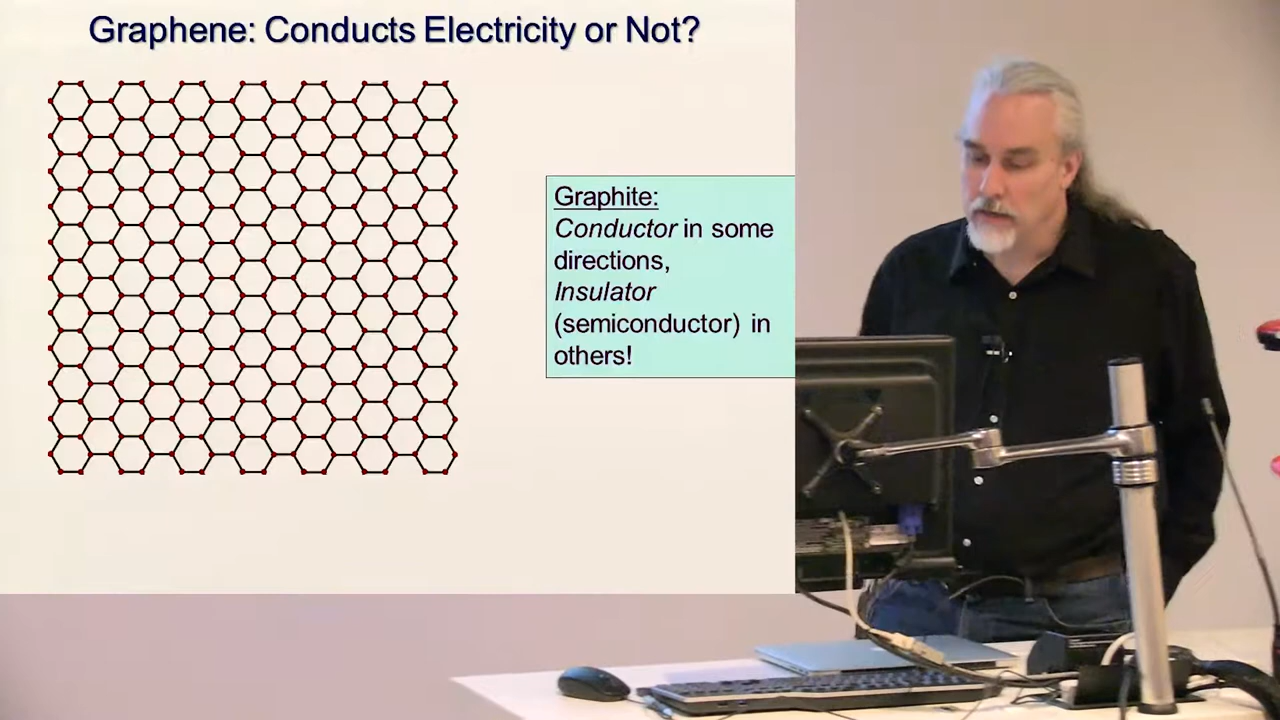 Graphene: Conducts Electricity or Not?
Graphite:
Conductor in some
directions,
Insulator
(semiconductor) in
others!